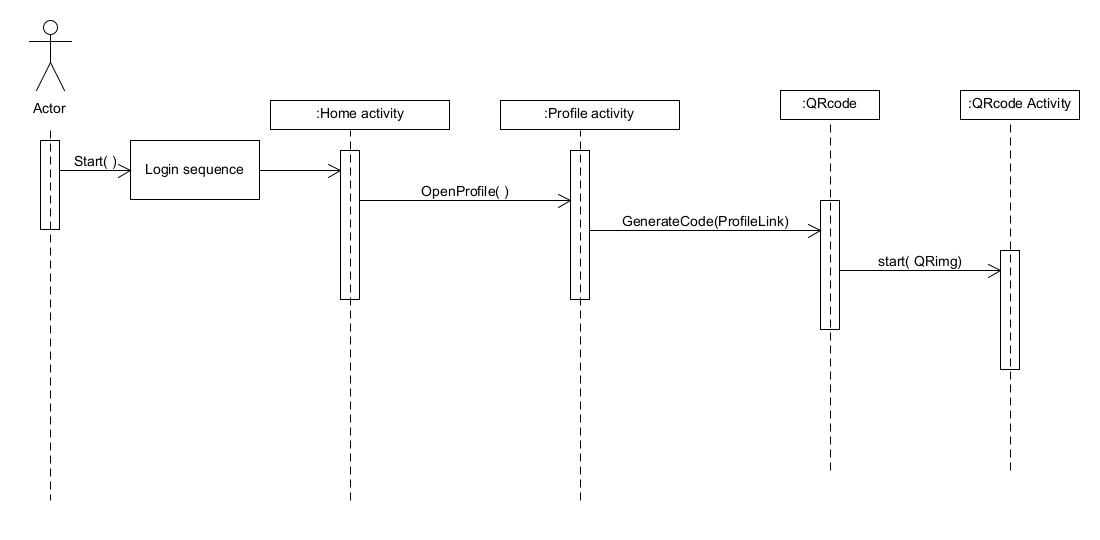 Actor
:Home activity
:Profile activity
:QRcode
:QRcode Activity
Start( )
Login sequence
OpenProfile( )
GenerateCode(ProfileLink)
start( QRimg)